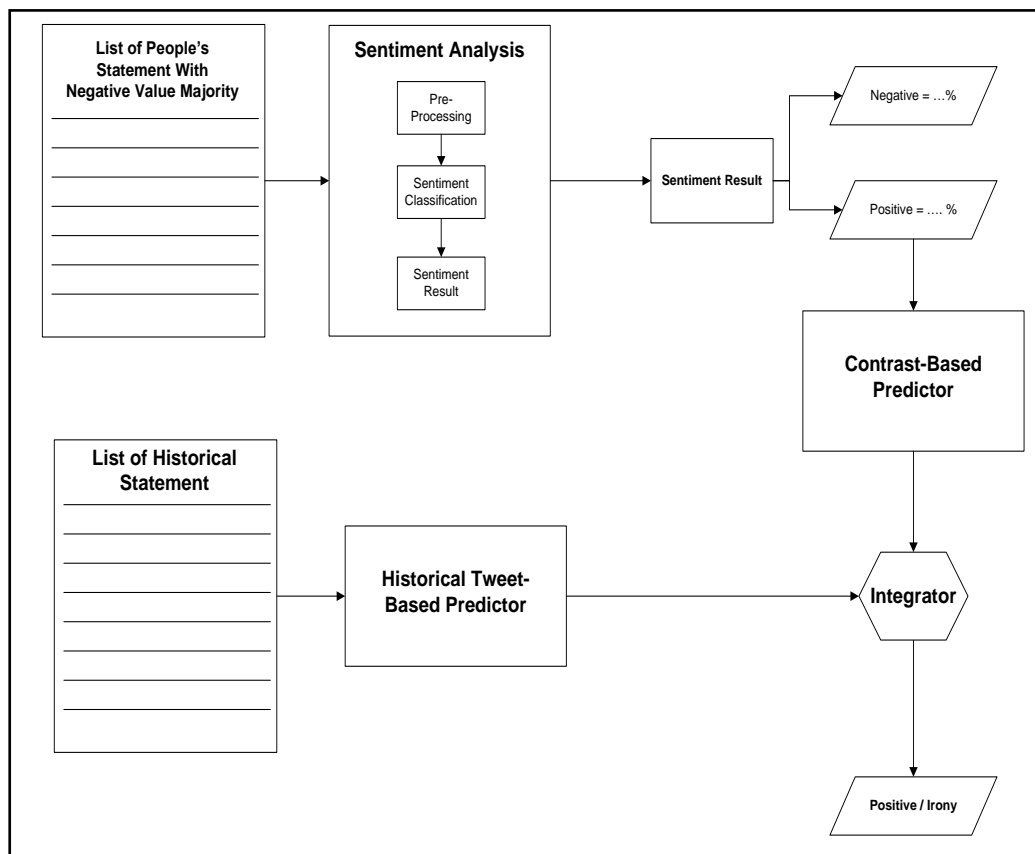 List of People's
Statement With
Negative Value Majority
Sentiment Analysis
Pre-
Processing
Sentiment
Classification
Sentiment
Result
Sentiment Result
Negative = ...%
Positive = .... %
Contrast-Based
Predictor
List of Historical
Statement
Historical Tweet-
Based Predictor
Integrator
Positive / Irony